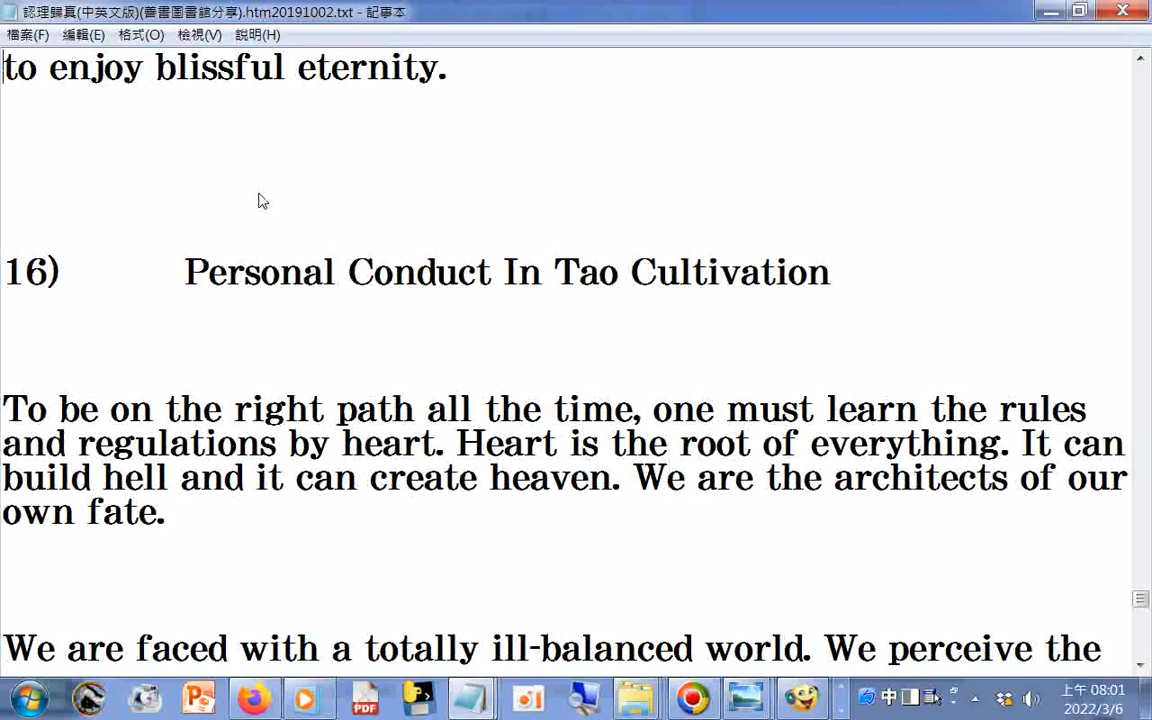 認理歸真(中英文版)(善書圖書館分享).htm20191002.txt - 記事本
檔案(F) 編輯(E) 格式(O) 檢視(V) 說明(H)
to enjoy blissful eternity.
16) Personal Conduct In Tao Cultivation
To be on the right path all the time, one must learn the rules
and regulations by heart. Heart is the root of everything. It can
build hell and it can create heaven. We are the architects of our
own fate.
We are faced with a totally ill-balanced world. We perceive the
PDF
中
上午 08:01
2022/3/6